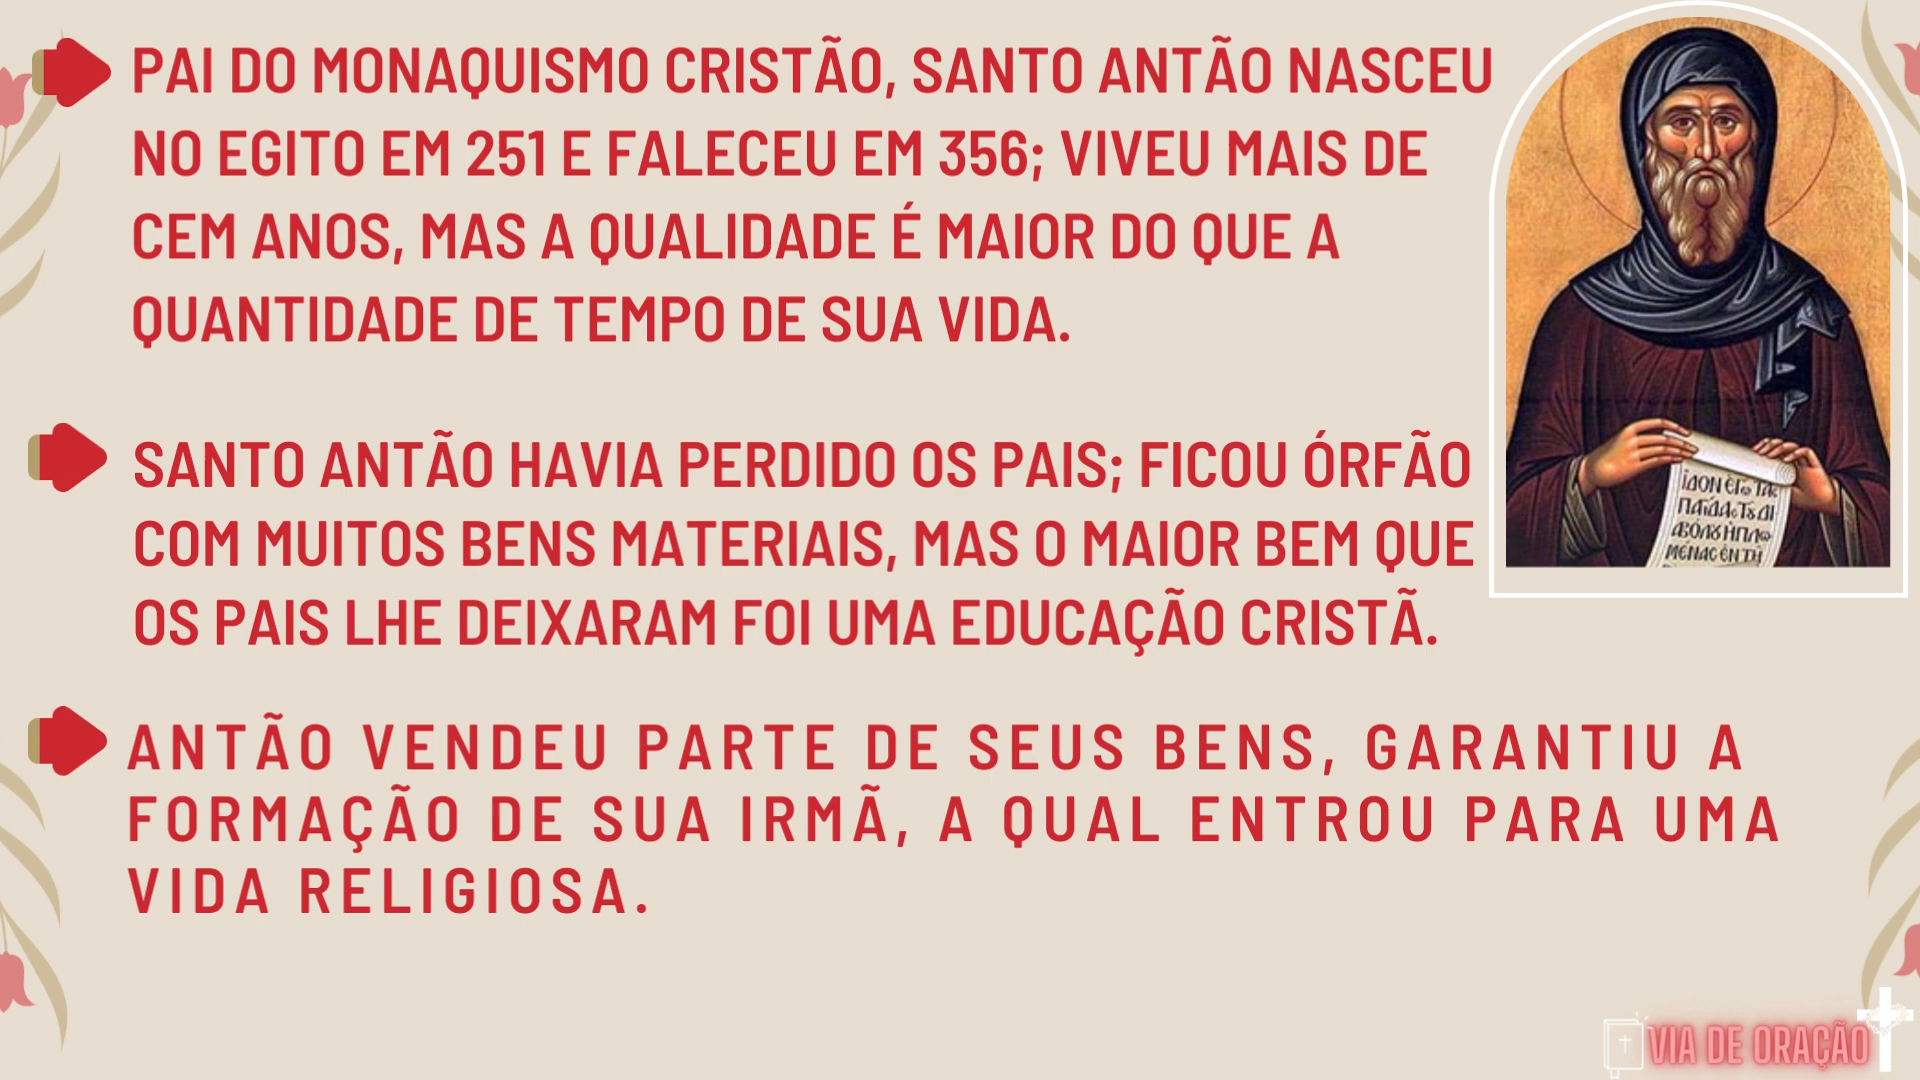 PAI DO MONAQUISMO CRISTÃO, SANTO ANTÃO NASCEU
NO EGITO EM 251 E FALECEU EM 356; VIVEU MAIS DE
CEM ANOS, MAS A QUALIDADE É MAIOR DO QUE A
QUANTIDADE DE TEMPO DE SUA VIDA.
SANTO ANTÃO HAVIA PERDIDO OS PAIS; FICOU ÓRFÃO
COM MUITOS BENS MATERIAIS, MAS O MAIOR BEM QUE
OS PAIS LHE DEIXARAM FOI UMA EDUCAÇÃO CRISTÃ.
ANTÃO VENDEU PARTE DE SEUS BENS, GARANTIU A
FORMAÇÃO DE SUA IRMÃ, A QUAL ENTROU PARA UMA
VIDA RELIGIOSA.
VIA DE ORAÇÃO